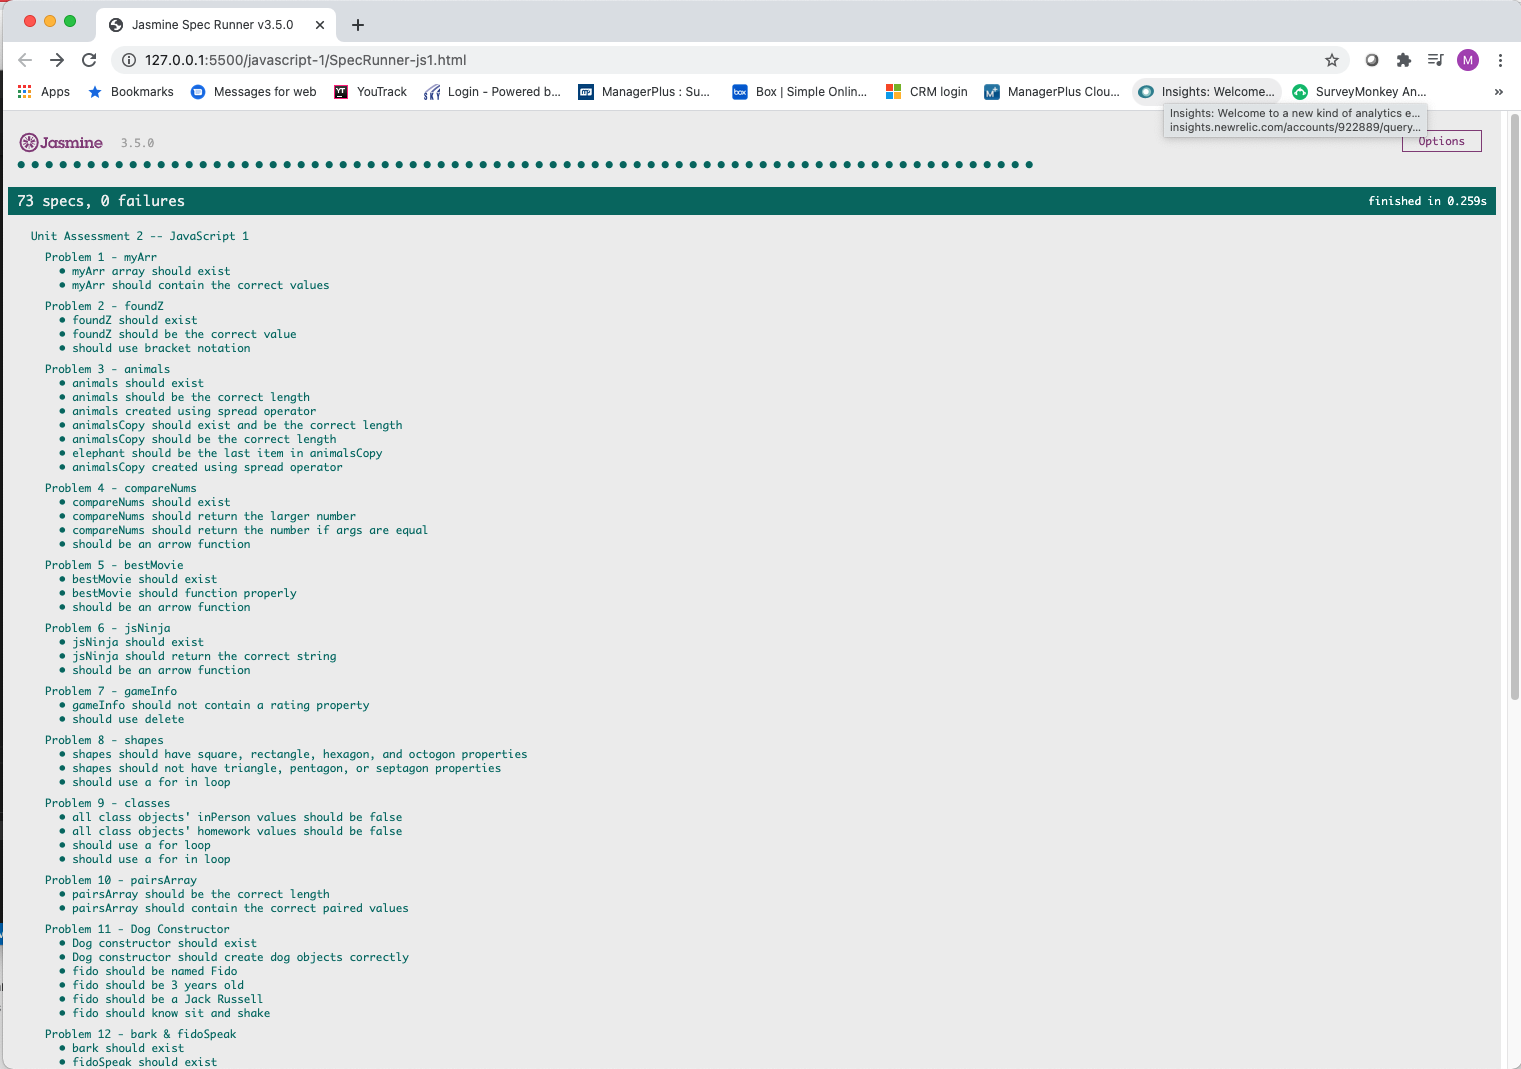 Jasmine Spec Runner v3.5.0
127.0.0.1:5500/javascript-1/SpecRunner-js1.html
M
Apps Bookmarks Messages for web YT YouTrack Login - Powered b... mp ManagerPlus : Su... box Box | Simple Onlin... CRM login M+ ManagerPlus Clou... Insights: Welcome... SurveyMonkey An... »
Insights: Welcome to a new kind of analytics e...
insights.newrelic.com/accounts/922889/query...
Jasmine 3.5.0
Options
73 specs, 0 failures finished in 0.259s
Unit Assessment 2 -- JavaScript 1
Problem 1 - myArr
• myArr array should exist
• myArr should contain the correct values
Problem 2 - foundZ
• foundZ should exist
• foundZ should be the correct value
• should use bracket notation
Problem 3 - animals
• animals should exist
• animals should be the correct length
• animals created using spread operator
• animalsCopy should exist and be the correct length
• animalsCopy should be the correct length
• elephant should be the last item in animalsCopy
• animalsCopy created using spread operator
Problem 4 - compareNums
• compareNums should exist
• compareNums should return the larger number
• compareNums should return the number if args are equal
• should be an arrow function
Problem 5 - bestMovie
• bestMovie should exist
• bestMovie should function properly
• should be an arrow function
Problem 6 - jsNinja
• jsNinja should exist
• jsNinja should return the correct string
• should be an arrow function
Problem 7 - gameInfo
• gameInfo should not contain a rating property
• should use delete
Problem 8 - shapes
• shapes should have square, rectangle, hexagon, and octogon properties
• shapes should not have triangle, pentagon, or septagon properties
• should use a for in loop
Problem 9 - classes
• all class objects' inPerson values should be false
• all class objects' homework values should be false
• should use a for loop
• should use a for in loop
Problem 10 - pairsArray
• pairsArray should be the correct length
• pairsArray should contain the correct paired values
Problem 11 - Dog Constructor
• Dog constructor should exist
• Dog constructor should create dog objects correctly
• fido should be named Fido
• fido should be 3 years old
• fido should be a Jack Russell
• fido should know sit and shake
Problem 12 - bark & fidoSpeak
• bark should exist
• fidoSpeak should exist